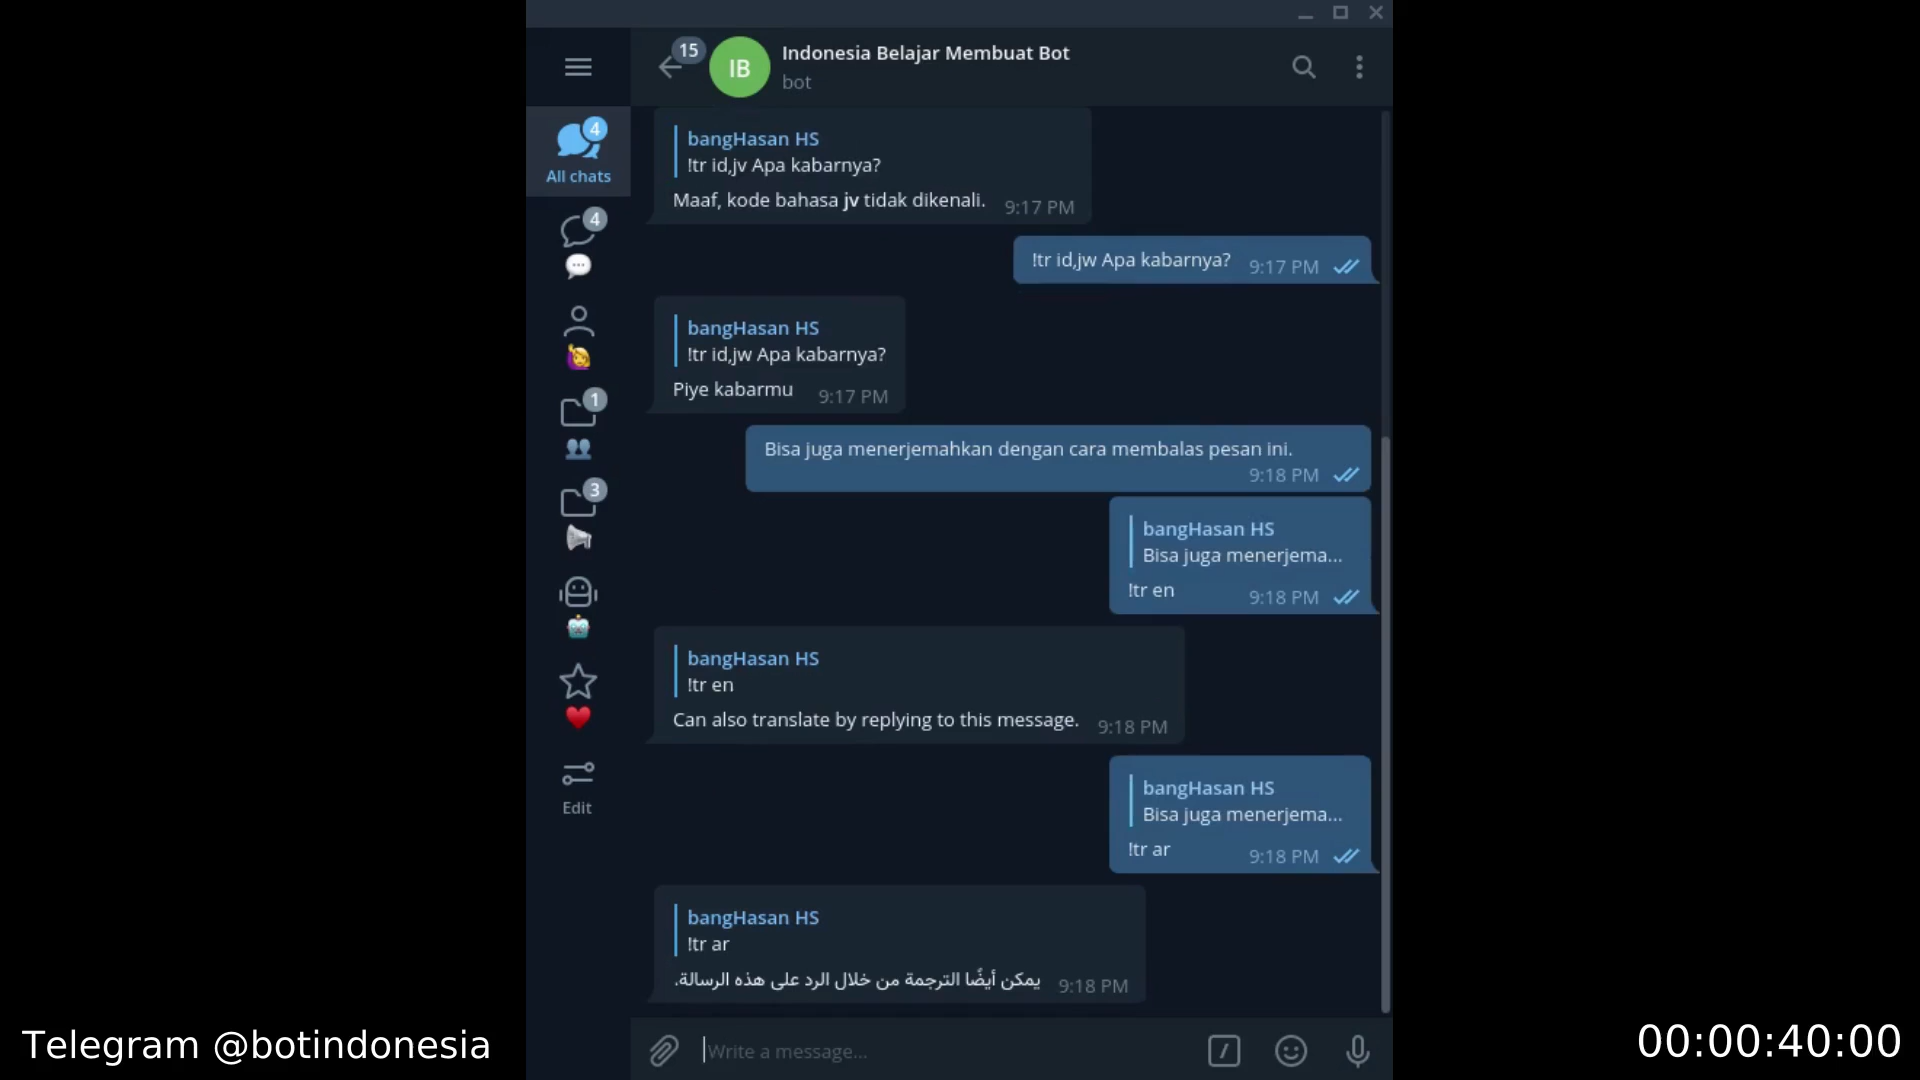 15
IB
Indonesia Belajar Membuat Bot
bot
4
All chats
4
1
3
Edit
bangHasan HS
!tr id,jv Apa kabarnya?
Maaf, kode bahasa jv tidak dikenali. 9:17 PM
!tr id,jw Apa kabarnya? 9:17 PM
bangHasan HS
!tr id,jw Apa kabarnya?
Piye kabarmu 9:17 PM
Bisa juga menerjemahkan dengan cara membalas pesan ini.
9:18 PM
bangHasan HS
Bisa juga menerjema...
!tr en 9:18 PM
bangHasan HS
!tr en
Can also translate by replying to this message. 9:18 PM
bangHasan HS
Bisa juga menerjema...
!tr ar 9:18 PM
bangHasan HS
!tr ar
يمكن أيضًا الترجمة من خلال الرد على هذه الرسالة. 9:18 PM
Write a message...
Telegram @botindonesia
00:00:40:00